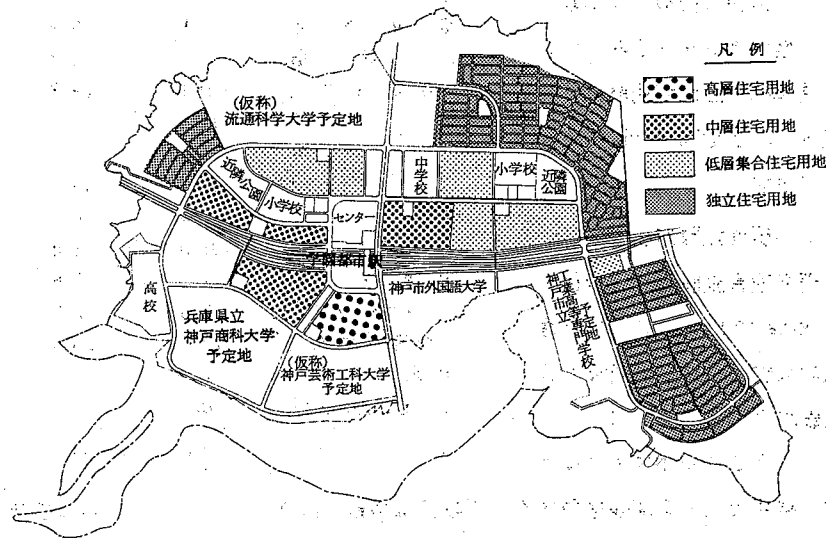 凡例
高層住宅用地
中層住宅用地
低層集合住宅用地
独立住宅用地
(仮称)
流通科学大学予定地
近隣公園
小学校
中学校
小学校
近隣
公園
センター
学園都市駅
高校
兵庫県立
神戸商科大学
予定地
神戸市外国語大学
神戸市立
工業高等専門学校
予定地
(仮称)
神戸芸術工科大学
予定地